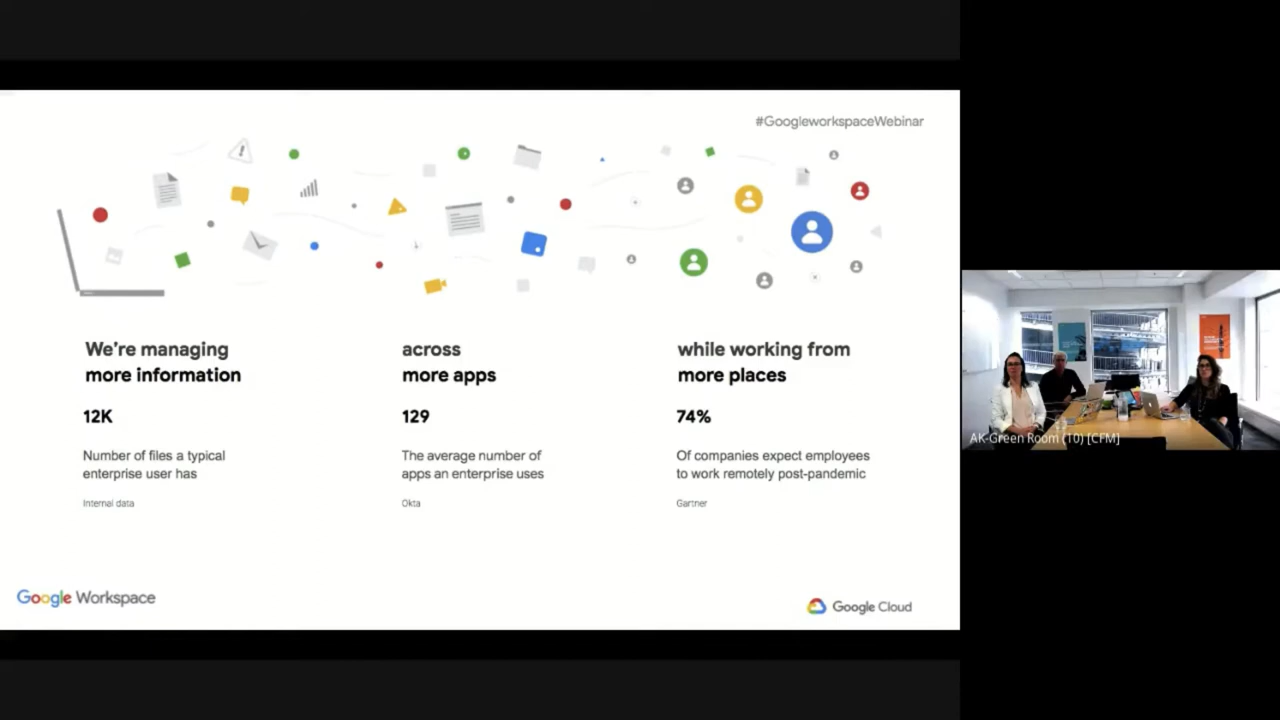 #GoogleworkspaceWebinar
We're managing
more information
12K
Number of files a typical
enterprise user has
Internal data
across
more apps
129
The average number of
apps an enterprise uses
Okta
while working from
more places
74%
Of companies expect employees
to work remotely post-pandemic
Gartner
Google Workspace
Google Cloud
AK-Green Room (10) [CFM]